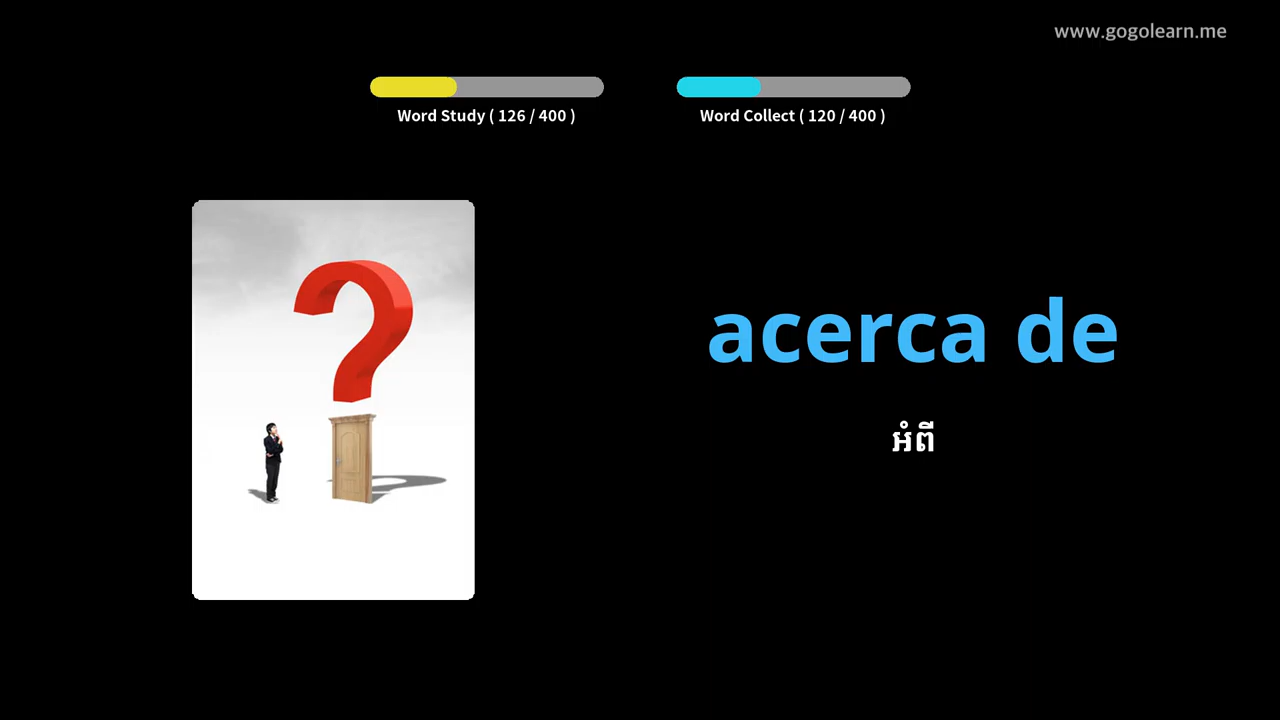 www.gogolearn.me
Word Study ( 126 / 400 )
Word Collect ( 120 / 400 )
acerca de
អំពី